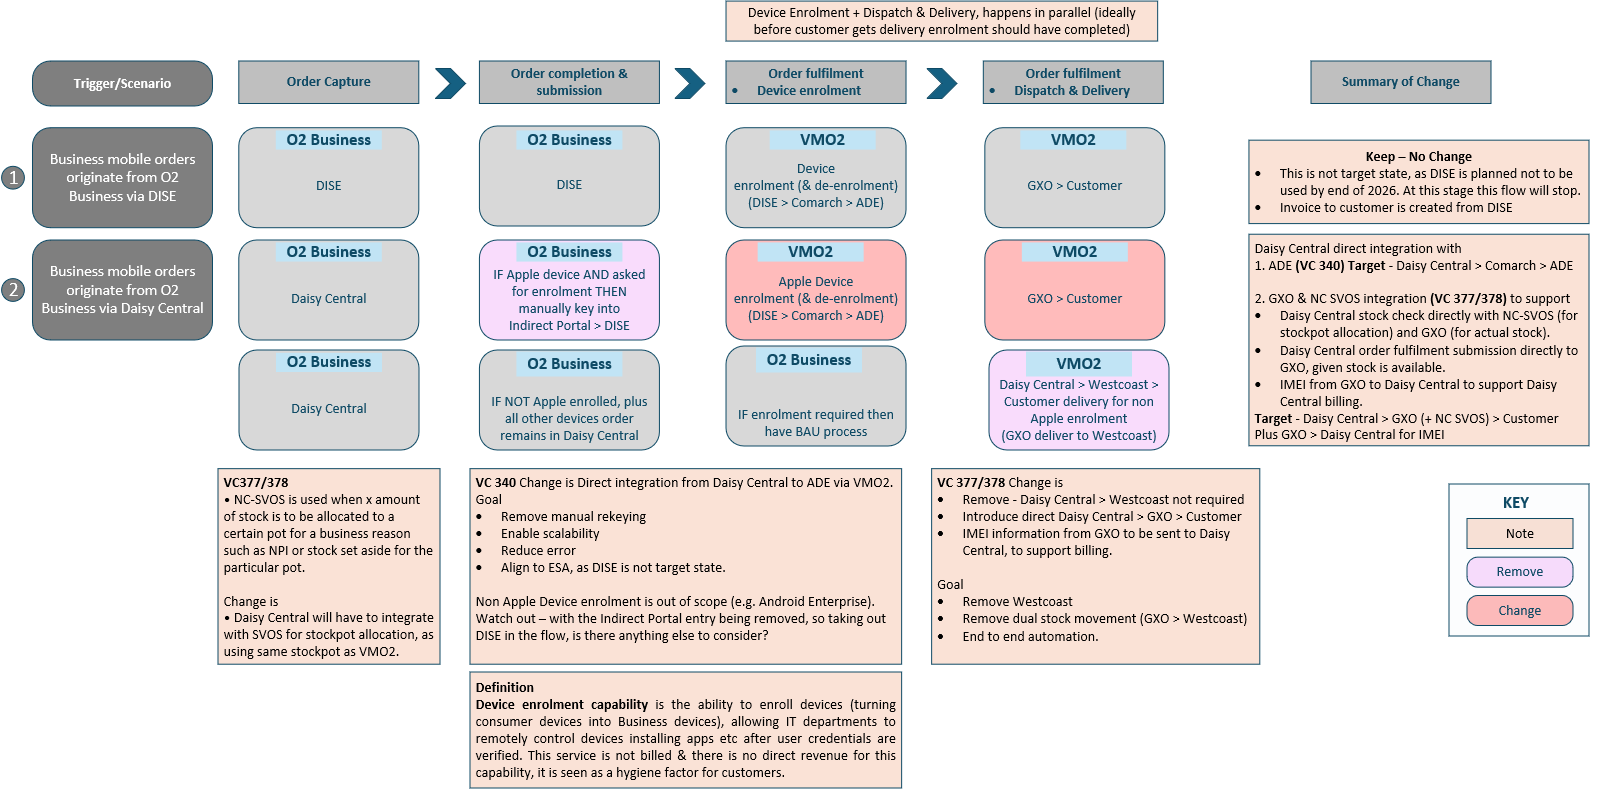 Device Enrolment + Dispatch & Delivery, happens in parallel (ideally
before customer gets delivery enrolment should have completed)
Trigger/Scenario
Order Capture
Order completion &
submission
Order fulfilment
• Device enrolment
Order fulfilment
• Dispatch & Delivery
Summary of Change
1
Business mobile orders
originate from O2
Business via DISE
O2 Business
DISE
O2 Business
DISE
VMO2
Device
enrolment (& de-enrolment)
(DISE > Comarch > ADE)
VMO2
GXO > Customer
Keep – No Change
• This is not target state, as DISE is planned not to
be used by end of 2026. At this stage this flow will stop.
• Invoice to customer is created from DISE
2
Business mobile orders
originate from O2
Business via Daisy Central
O2 Business
Daisy Central
O2 Business
IF Apple device AND asked
for enrolment THEN
manually key into
Indirect Portal > DISE
VMO2
Apple Device
enrolment (& de-enrolment)
(DISE > Comarch > ADE)
VMO2
GXO > Customer
O2 Business
Daisy Central
O2 Business
IF NOT Apple enrolled, plus
all other devices order
remains in Daisy Central
O2 Business
IF enrolment required then
have BAU process
VMO2
Daisy Central > Westcoast >
Customer delivery for non
Apple enrolment
(GXO deliver to Westcoast)
Daisy Central direct integration with
1. ADE (VC 340) Target - Daisy Central > Comarch > ADE
2. GXO & NC SVOS integration (VC 377/378) to support
• Daisy Central stock check directly with NC-SVOS (for
stockpot allocation) and GXO (for actual stock).
• Daisy Central order fulfilment submission directly to
GXO, given stock is available.
• IMEI from GXO to Daisy Central to support Daisy
Central billing.
Target - Daisy Central > GXO (+ NC SVOS) > Customer
Plus GXO > Daisy Central for IMEI
VC377/378
• NC-SVOS is used when x amount
of stock is to be allocated to a
certain pot for a business reason
such as NPI or stock set aside for the
particular pot.
Change is
• Daisy Central will have to integrate
with SVOS for stockpot allocation, as
using same stockpot as VMO2.
VC 340 Change is Direct integration from Daisy Central to ADE via VMO2.
Goal
• Remove manual rekeying
• Enable scalability
• Reduce error
• Align to ESA, as DISE is not target state.
Non Apple Device enrolment is out of scope (e.g. Android Enterprise).
Watch out – with the Indirect Portal entry being removed, so taking out
DISE in the flow, is there anything else to consider?
VC 377/378 Change is
• Remove - Daisy Central > Westcoast not required
• Introduce direct Daisy Central > GXO > Customer
• IMEI information from GXO to be sent to Daisy
Central, to support billing.
Goal
• Remove Westcoast
• Remove dual stock movement (GXO > Westcoast)
• End to end automation.
KEY
Note
Remove
Change
Definition
Device enrolment capability is the ability to enroll devices (turning
consumer devices into Business devices), allowing IT departments to
remotely control devices installing apps etc after user credentials are
verified. This service is not billed & there is no direct revenue for this
capability, it is seen as a hygiene factor for customers.